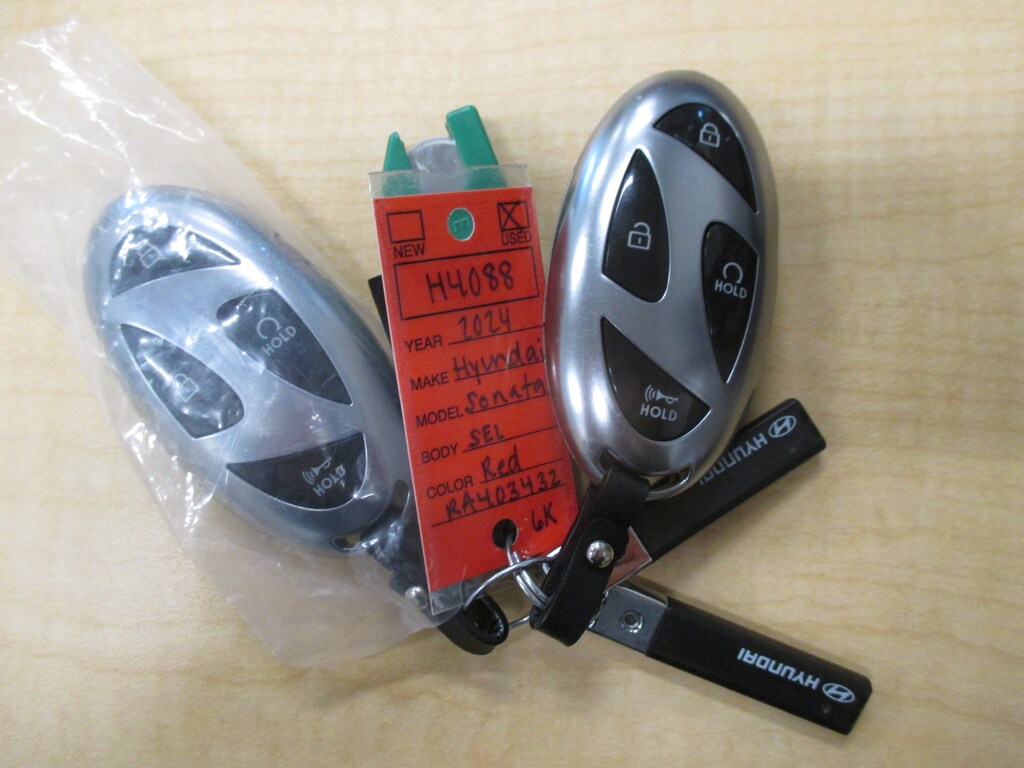 NEW
USED
E
H4088
YEAR 2024
MAKE Hyundai
MODEL Sonata
BODY SEL
COLOR Red
RA403432
6K
HOLD
HOLD
HOLD
HOLD
HYUNDAI
HYUNDAI